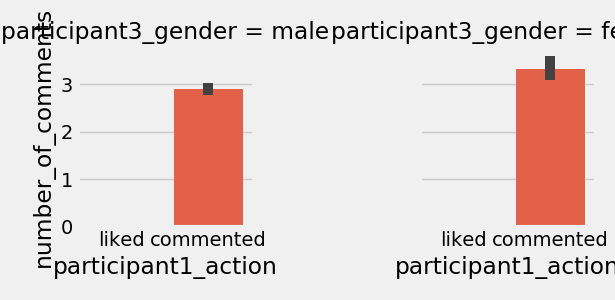 participant3_gender = male
participant3_gender = fe
number_of_comments
3
2
1
0
liked commented
liked commented
participant1_action
participant1_action